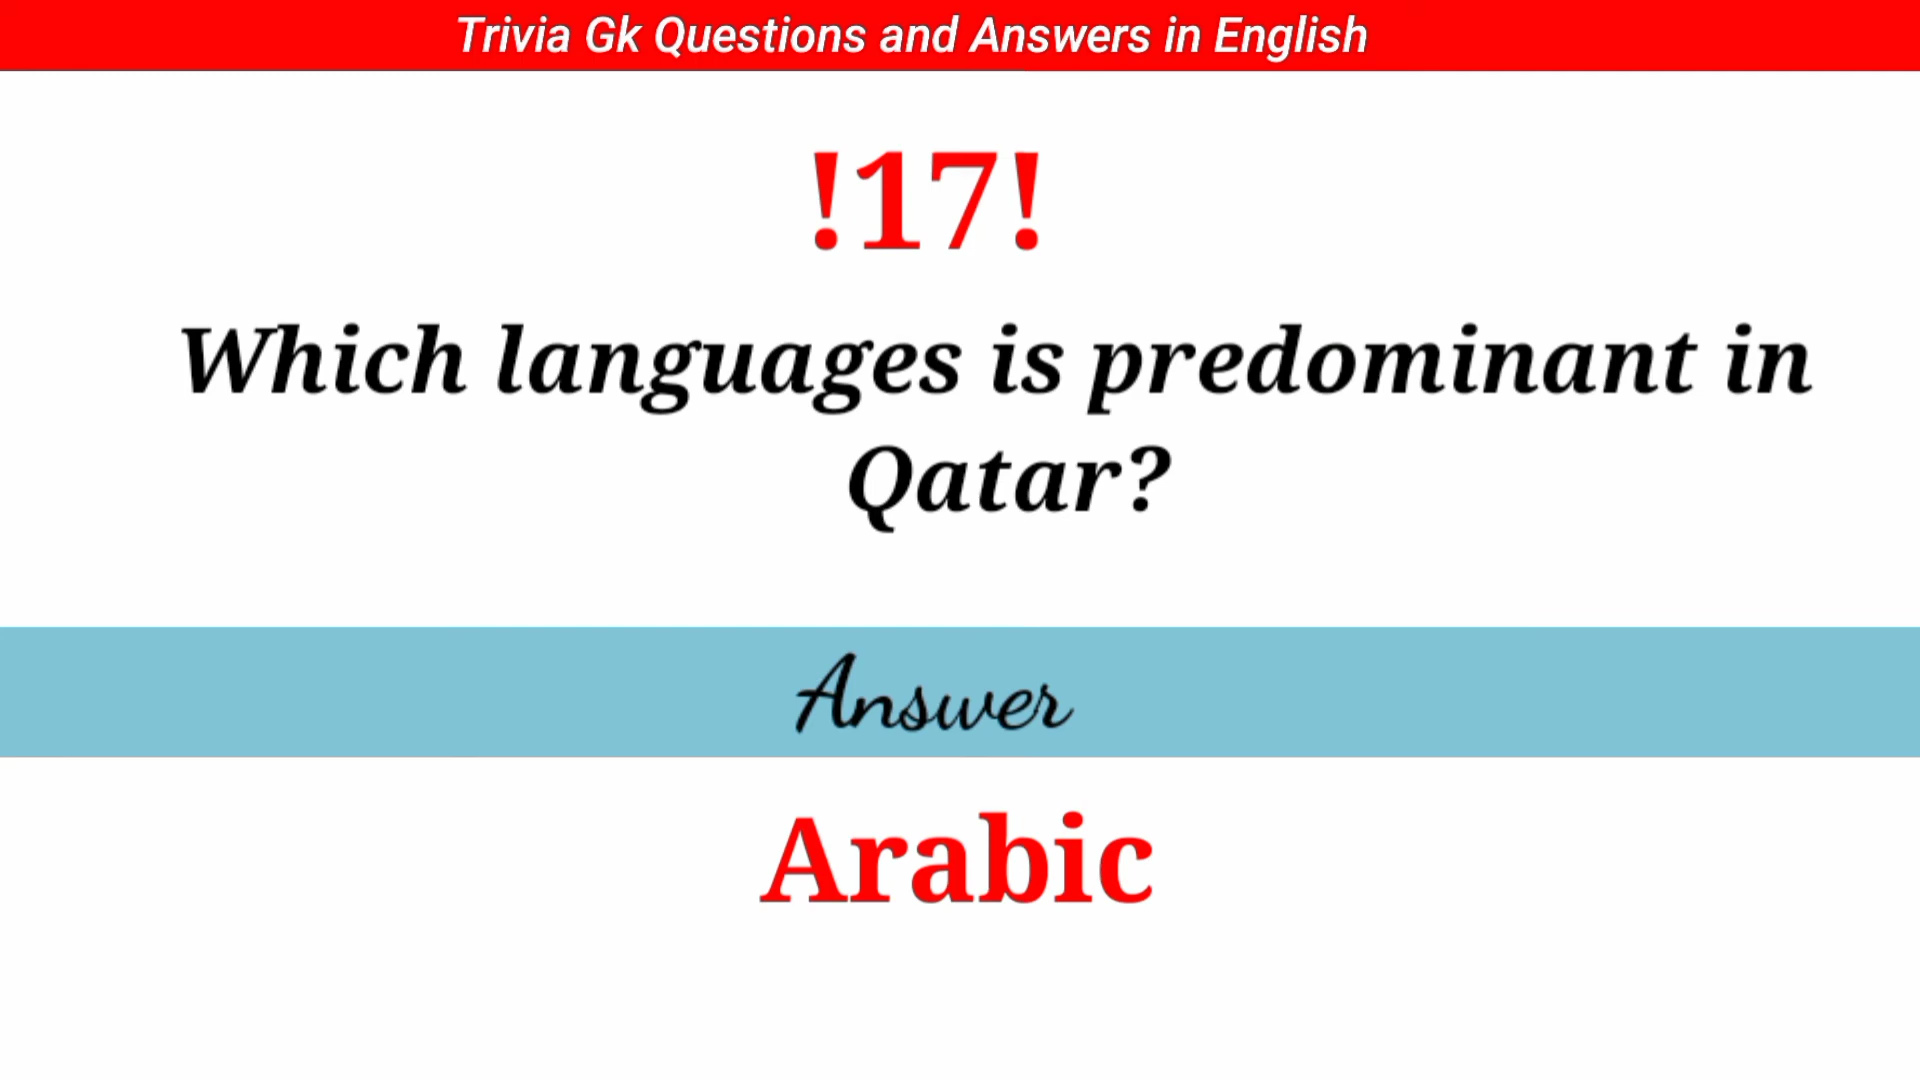 Trivia Gk Questions and Answers in English
!17!
Which languages is predominant in
Qatar?
Answer
Arabic